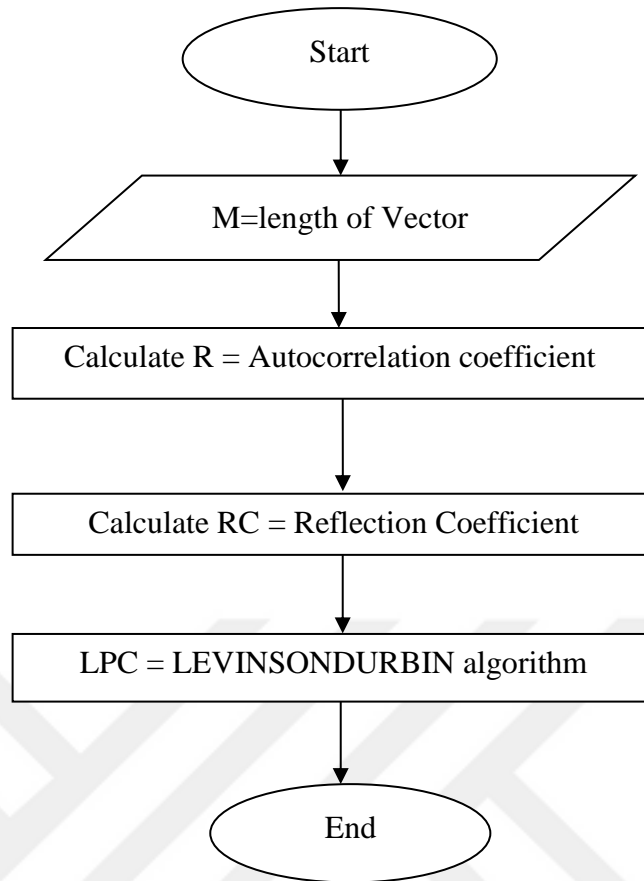 Start
M=length of Vector
Calculate R = Autocorrelation coefficient
Calculate RC = Reflection Coefficient
LPC = LEVINSONDURBIN algorithm
End